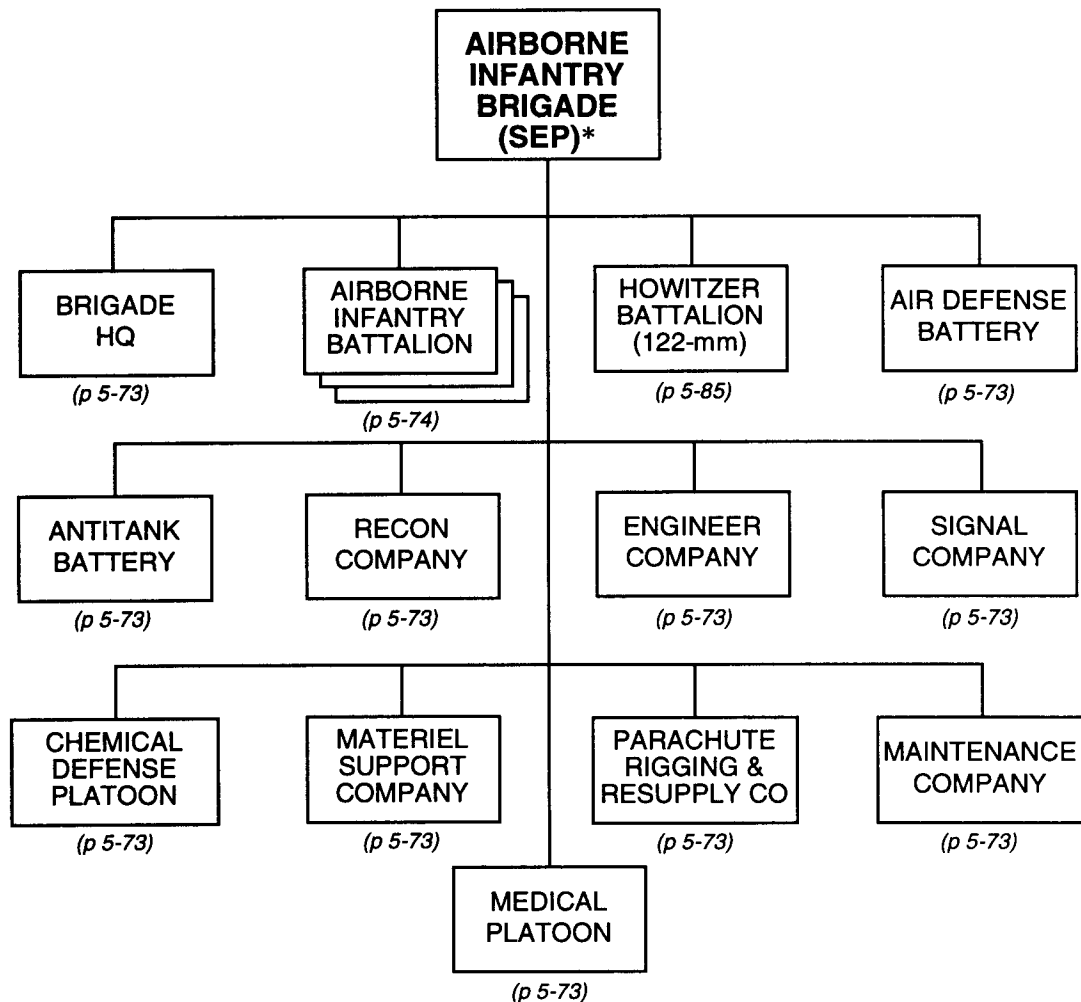 AIRBORNE
INFANTRY
BRIGADE
(SEP)*
BRIGADE
HQ
(p 5-73)
AIRBORNE
INFANTRY
BATTALION
(p 5-74)
HOWITZER
BATTALION
(122-mm)
(p 5-85)
AIR DEFENSE
BATTERY
(p 5-73)
ANTITANK
BATTERY
(p 5-73)
RECON
COMPANY
(p 5-73)
ENGINEER
COMPANY
(p 5-73)
SIGNAL
COMPANY
(p 5-73)
CHEMICAL
DEFENSE
PLATOON
(p 5-73)
MATERIEL
SUPPORT
COMPANY
(p 5-73)
PARACHUTE
RIGGING &
RESUPPLY CO
(p 5-73)
MAINTENANCE
COMPANY
(p 5-73)
MEDICAL
PLATOON
(p 5-73)